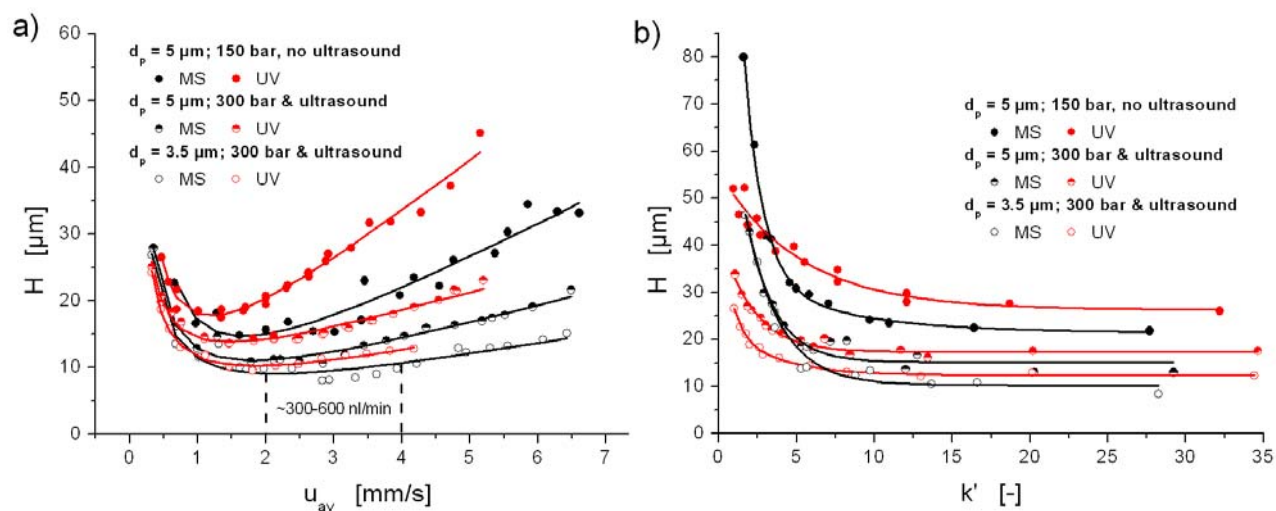 a)
H [µm]
60
50
40
30
20
10
0
d_p = 5 µm; 150 bar, no ultrasound
MS UV
d_p = 5 µm; 300 bar & ultrasound
MS UV
d_p = 3.5 µm; 300 bar & ultrasound
MS UV
~300-600 nl/min
0 1 2 3 4 5 6 7
u_av [mm/s]
b)
H [µm]
80
70
60
50
40
30
20
10
0
d_p = 5 µm; 150 bar, no ultrasound
MS UV
d_p = 5 µm; 300 bar & ultrasound
MS UV
d_p = 3.5 µm; 300 bar & ultrasound
MS UV
0 5 10 15 20 25 30 35
k' [-]